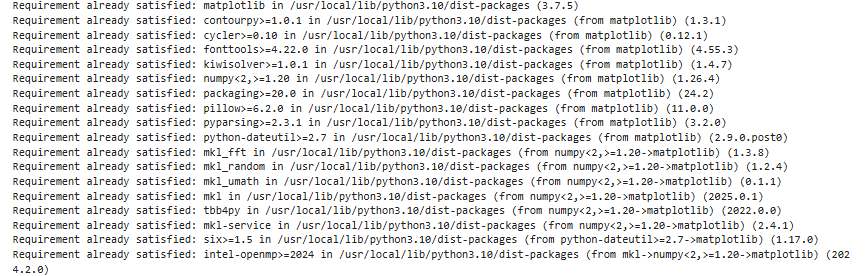 Requirement already satisfied: matplotlib in /usr/local/lib/python3.10/dist-packages (3.7.5)
Requirement already satisfied: contourpy>=1.0.1 in /usr/local/lib/python3.10/dist-packages (from matplotlib) (1.3.1)
Requirement already satisfied: cycler>=0.10 in /usr/local/lib/python3.10/dist-packages (from matplotlib) (0.12.1)
Requirement already satisfied: fonttools>=4.22.0 in /usr/local/lib/python3.10/dist-packages (from matplotlib) (4.55.3)
Requirement already satisfied: kiwisolver>=1.0.1 in /usr/local/lib/python3.10/dist-packages (from matplotlib) (1.4.7)
Requirement already satisfied: numpy<2,>=1.20 in /usr/local/lib/python3.10/dist-packages (from matplotlib) (1.26.4)
Requirement already satisfied: packaging>=20.0 in /usr/local/lib/python3.10/dist-packages (from matplotlib) (24.2)
Requirement already satisfied: pillow>=6.2.0 in /usr/local/lib/python3.10/dist-packages (from matplotlib) (11.0.0)
Requirement already satisfied: pyparsing>=2.3.1 in /usr/local/lib/python3.10/dist-packages (from matplotlib) (3.2.0)
Requirement already satisfied: python-dateutil>=2.7 in /usr/local/lib/python3.10/dist-packages (from matplotlib) (2.9.0.post0)
Requirement already satisfied: mkl_fft in /usr/local/lib/python3.10/dist-packages (from numpy<2,>=1.20->matplotlib) (1.3.8)
Requirement already satisfied: mkl_random in /usr/local/lib/python3.10/dist-packages (from numpy<2,>=1.20->matplotlib) (1.2.4)
Requirement already satisfied: mkl_umath in /usr/local/lib/python3.10/dist-packages (from numpy<2,>=1.20->matplotlib) (0.1.1)
Requirement already satisfied: mkl in /usr/local/lib/python3.10/dist-packages (from numpy<2,>=1.20->matplotlib) (2025.0.1)
Requirement already satisfied: tbb4py in /usr/local/lib/python3.10/dist-packages (from numpy<2,>=1.20->matplotlib) (2022.0.0)
Requirement already satisfied: mkl-service in /usr/local/lib/python3.10/dist-packages (from numpy<2,>=1.20->matplotlib) (2.4.1)
Requirement already satisfied: six>=1.5 in /usr/local/lib/python3.10/dist-packages (from python-dateutil>=2.7->matplotlib) (1.17.0)
Requirement already satisfied: intel-openmp>=2024 in /usr/local/lib/python3.10/dist-packages (from mkl->numpy<2,>=1.20->matplotlib) (202
4.2.0)